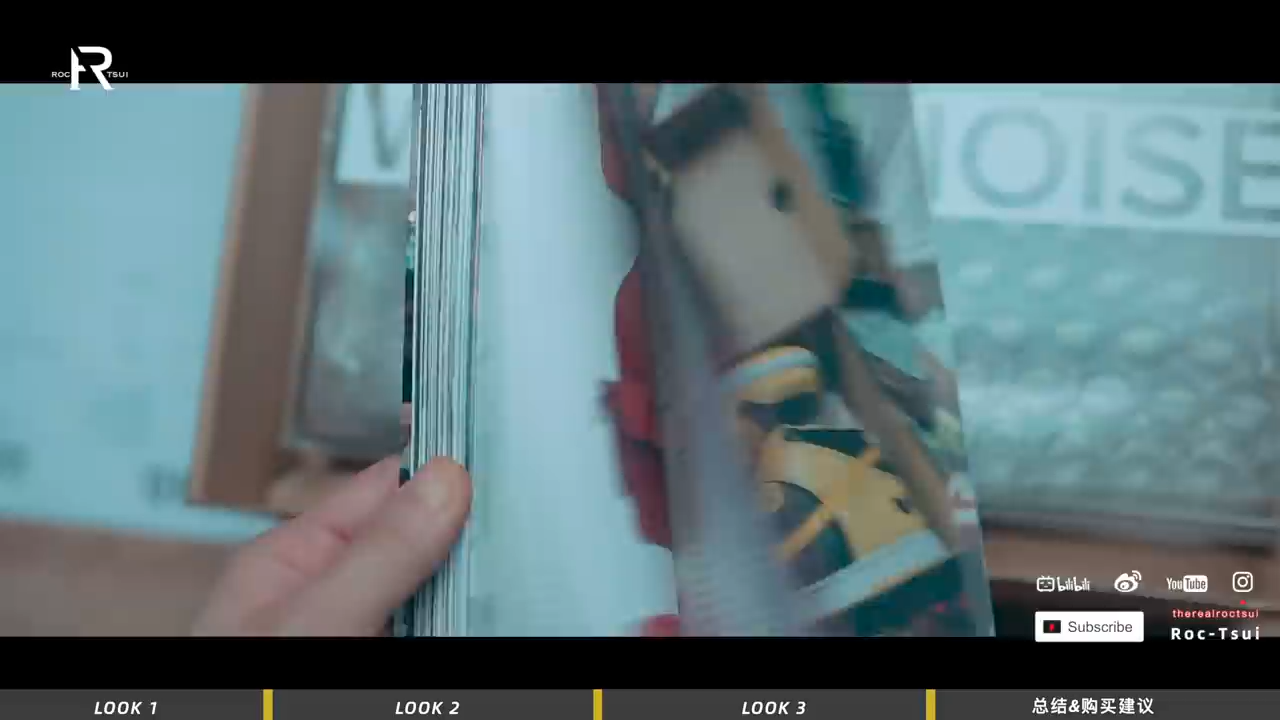 ROC R TSUI
NOISE
bilibili
YouTube
Subscribe
therealroctsui
Roc-Tsui
LOOK 1
LOOK 2
LOOK 3
总结&购买建议